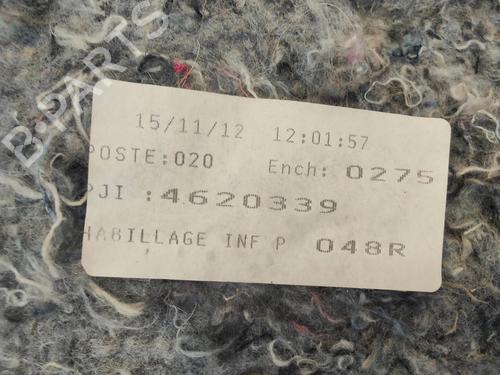 B-PARTS
15/11/12 12:01:57
POSTE:020 Ench: 0275
PJI :4620339
HABILLAGE INF P 048R